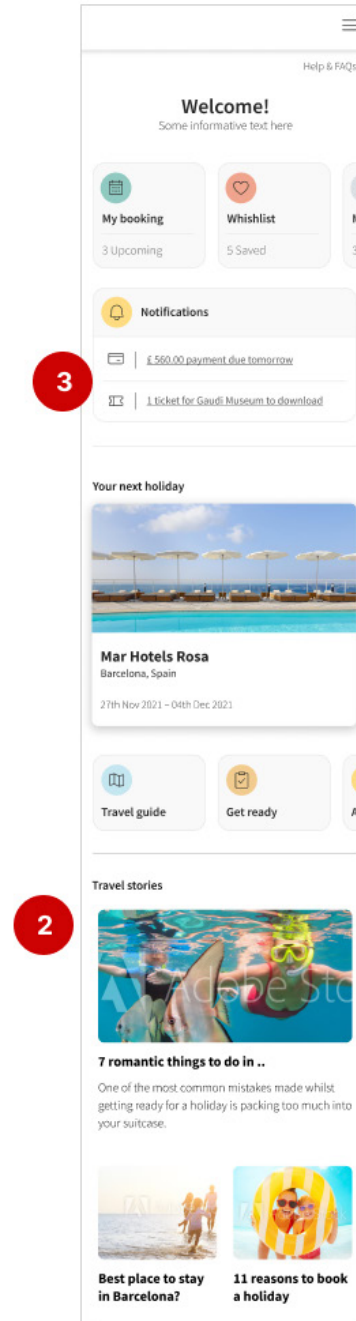 Help & FAQs
Welcome!
Some informative text here
My booking
Whishlist
3 Upcoming
5 Saved
Notifications
£ 560.00 payment due tomorrow
3
1 ticket for Gaudi Museum to download
Your next holiday
Mar Hotels Rosa
Barcelona, Spain
27th Nov 2021 – 04th Dec 2021
Travel guide
Get ready
A
Travel stories
2
Adobe Sto
7 romantic things to do in ..
One of the most common mistakes made whilst
getting ready for a holiday is packing too much into
your suitcase.
Best place to stay
in Barcelona?
11 reasons to book
a holiday